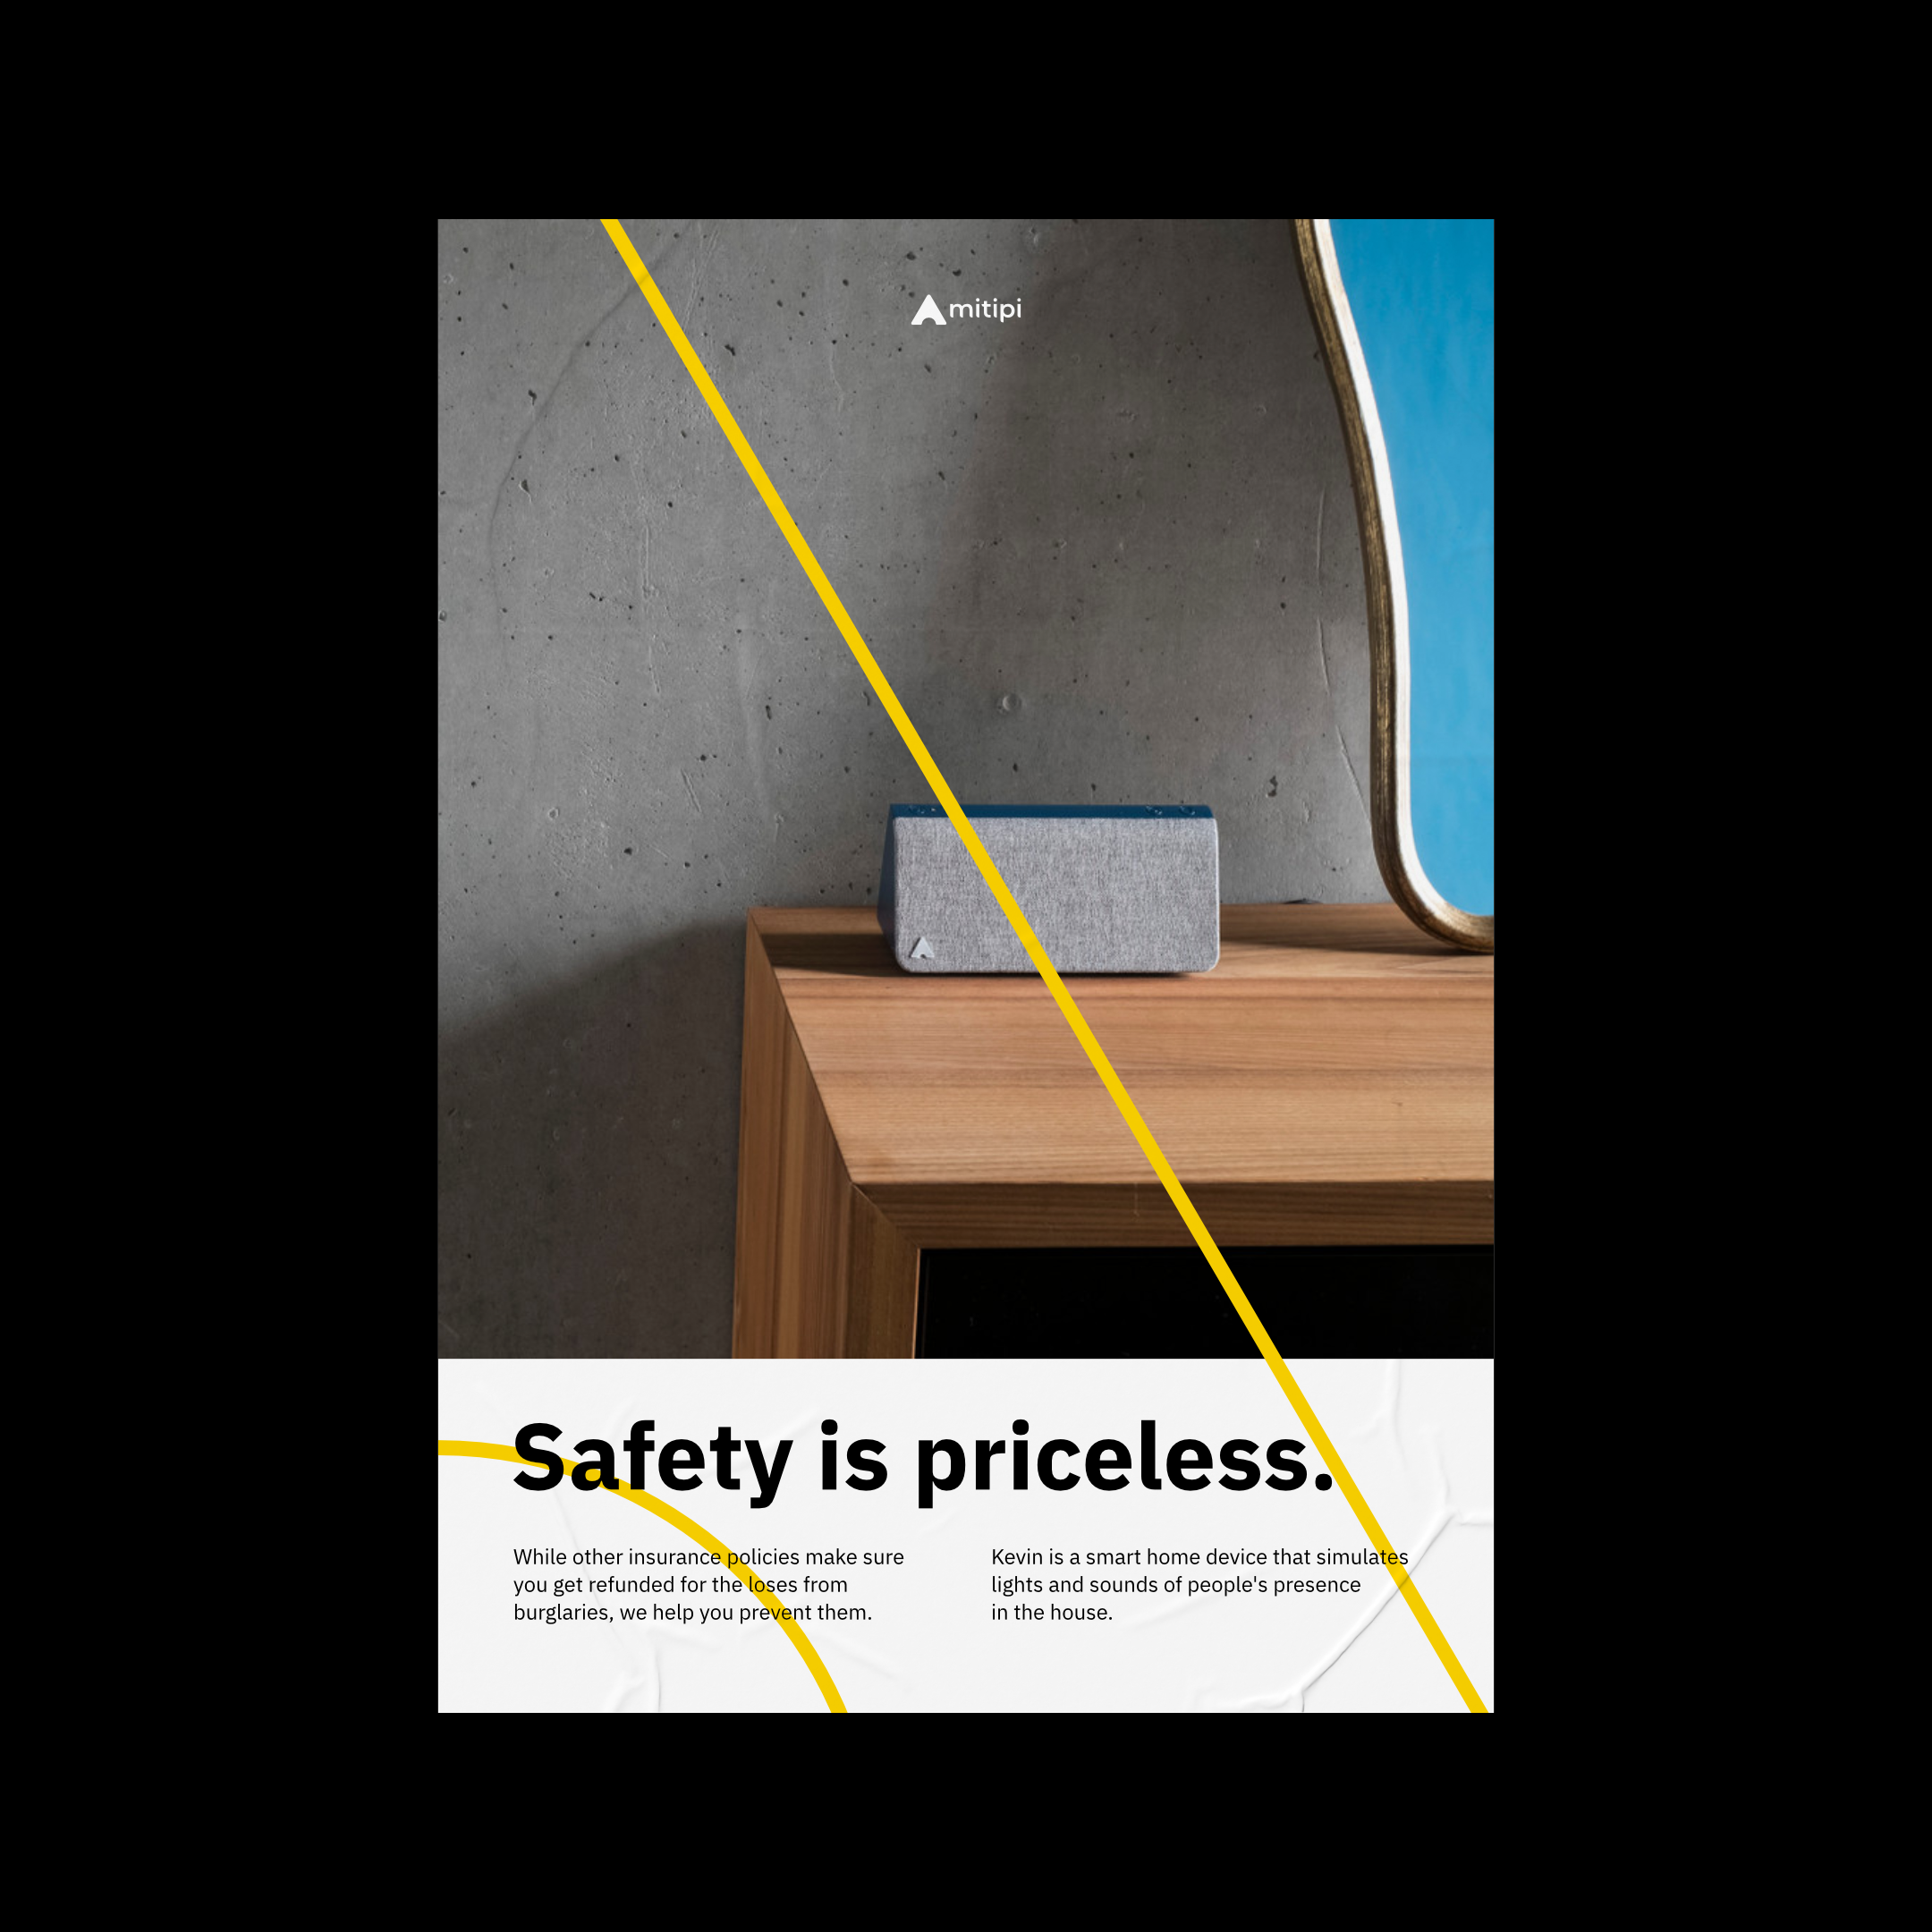 mitipi
Safety is priceless.
While other insurance policies make sure
you get refunded for the loses from
burglaries, we help you prevent them.
Kevin is a smart home device that simulates
lights and sounds of people's presence
in the house.